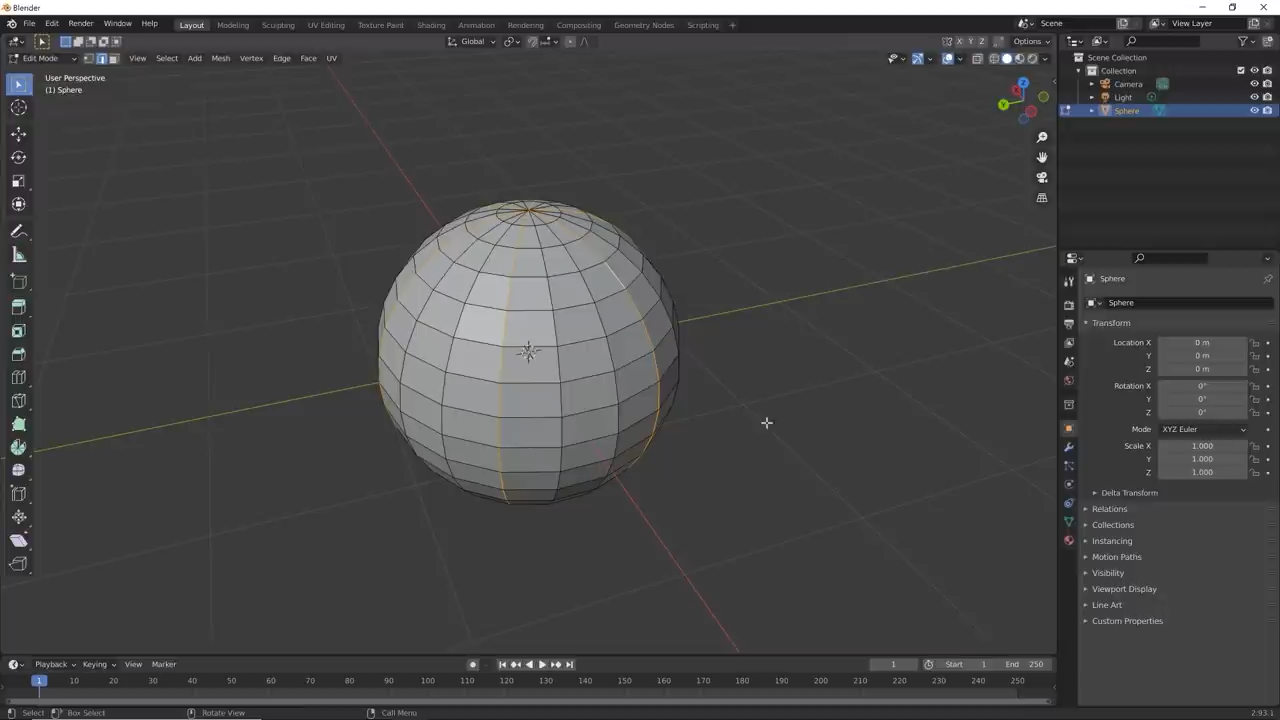 Blender
File Edit Render Window Help Layout Modeling Sculpting UV Editing Texture Paint Shading Animation Rendering Compositing Geometry Nodes Scripting + Scene View Layer
Global X Y Z Options
Edit Mode View Select Add Mesh Vertex Edge Face UV
User Perspective
(1) Sphere
Z
Y
Scene Collection
Collection
Camera
Light
Sphere
Sphere
Sphere
Transform
Location X 0 m
Y 0 m
Z 0 m
Rotation X 0°
Y 0°
Z 0°
Mode XYZ Euler
Scale X 1.000
Y 1.000
Z 1.000
Delta Transform
Relations
Collections
Instancing
Motion Paths
Visibility
Viewport Display
Line Art
Custom Properties
Playback Keying View Marker 1 Start 1 End 250
1 10 20 30 40 50 60 70 80 90 100 110 120 130 140 150 160 170 180 190 200 210 220 230 240 250
Select Box Select Rotate View Call Menu 2.93.1